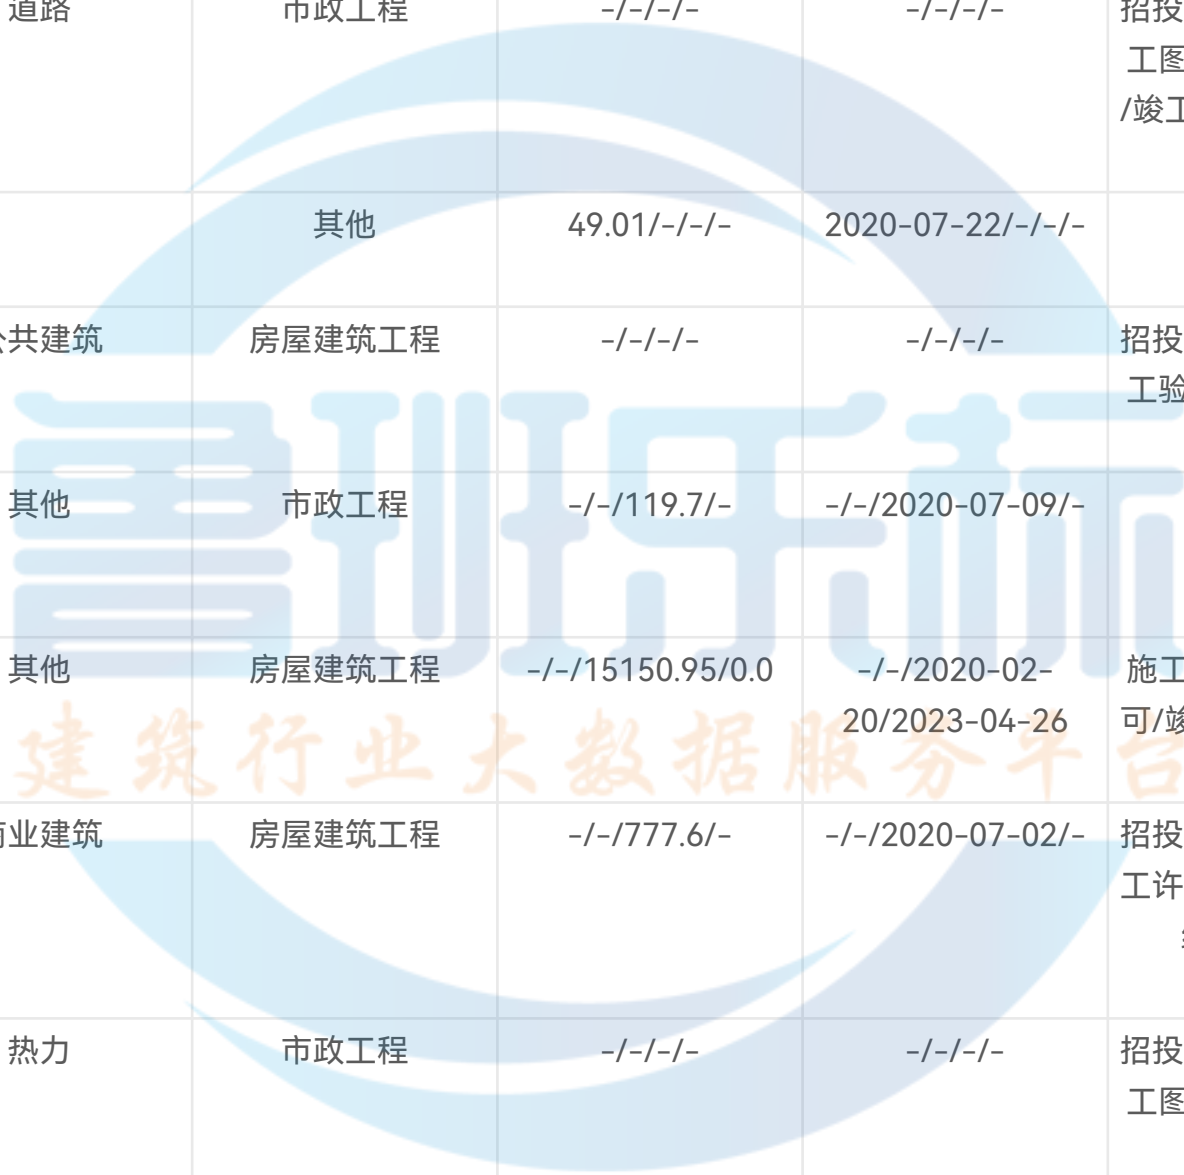 道路 市政工程 -/-/-/- -/-/-/- 招投
工图
/竣工
其他 49.01/-/-/- 2020-07-22/-/-/-
公共建筑 房屋建筑工程 -/-/-/- -/-/-/- 招投
工验
其他 市政工程 -/-/119.7/- -/-/2020-07-09/-
其他 房屋建筑工程 -/-/15150.95/0.0 -/-/2020-02- 施工
20/2023-04-26 可/竣
鲁班乐标
建筑行业大数据服务平台
商业建筑 房屋建筑工程 -/-/777.6/- -/-/2020-07-02/- 招投
工许
热力 市政工程 -/-/-/- -/-/-/- 招投
工图